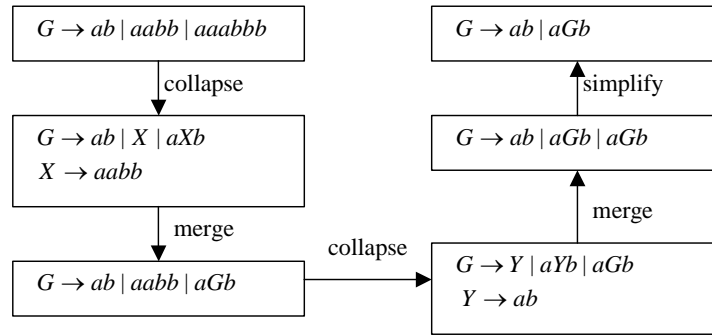 G → ab | aabb | aaabbb
collapse
G → ab | X | aXb
X → aabb
merge
G → ab | aabb | aGb
collapse
G → Y | aYb | aGb
Y → ab
merge
G → ab | aGb | aGb
simplify
G → ab | aGb